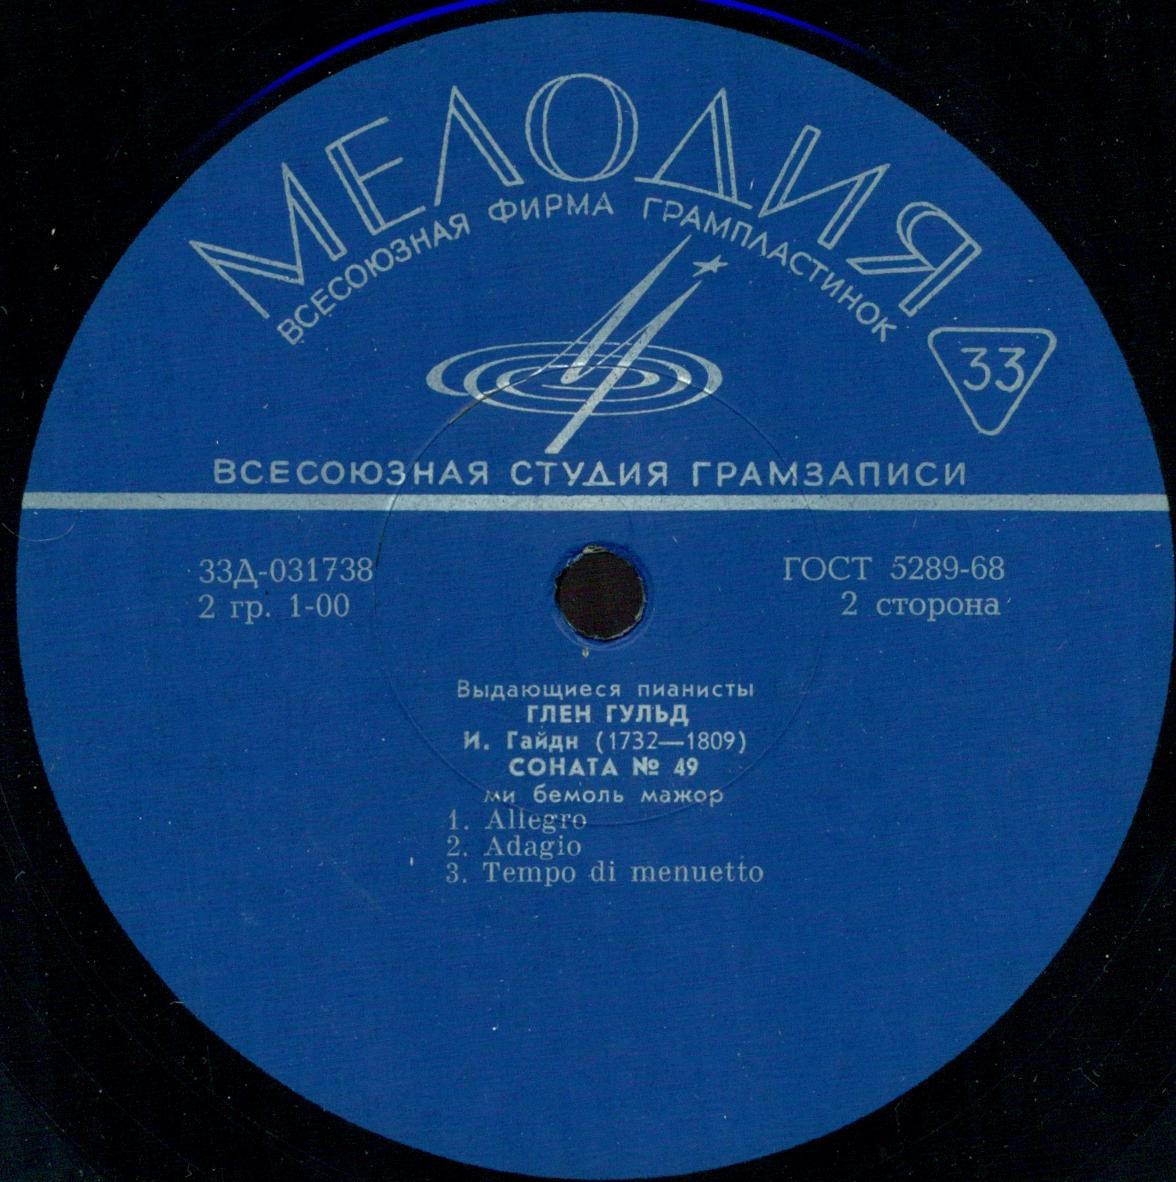 МЕЛОДИЯ
ВСЕСОЮЗНАЯ ФИРМА ГРАМПЛАСТИНОК
33
ВСЕСОЮЗНАЯ СТУДИЯ ГРАМЗАПИСИ
33Д-031738
2 гр. 1-00
ГОСТ 5289-68
2 сторона
Выдающиеся пианисты
ГЛЕН ГУЛЬД
И. Гайдн (1732—1809)
СОНАТА № 49
ми бемоль мажор
1. Allegro
2. Adagio
3. Tempo di menuetto